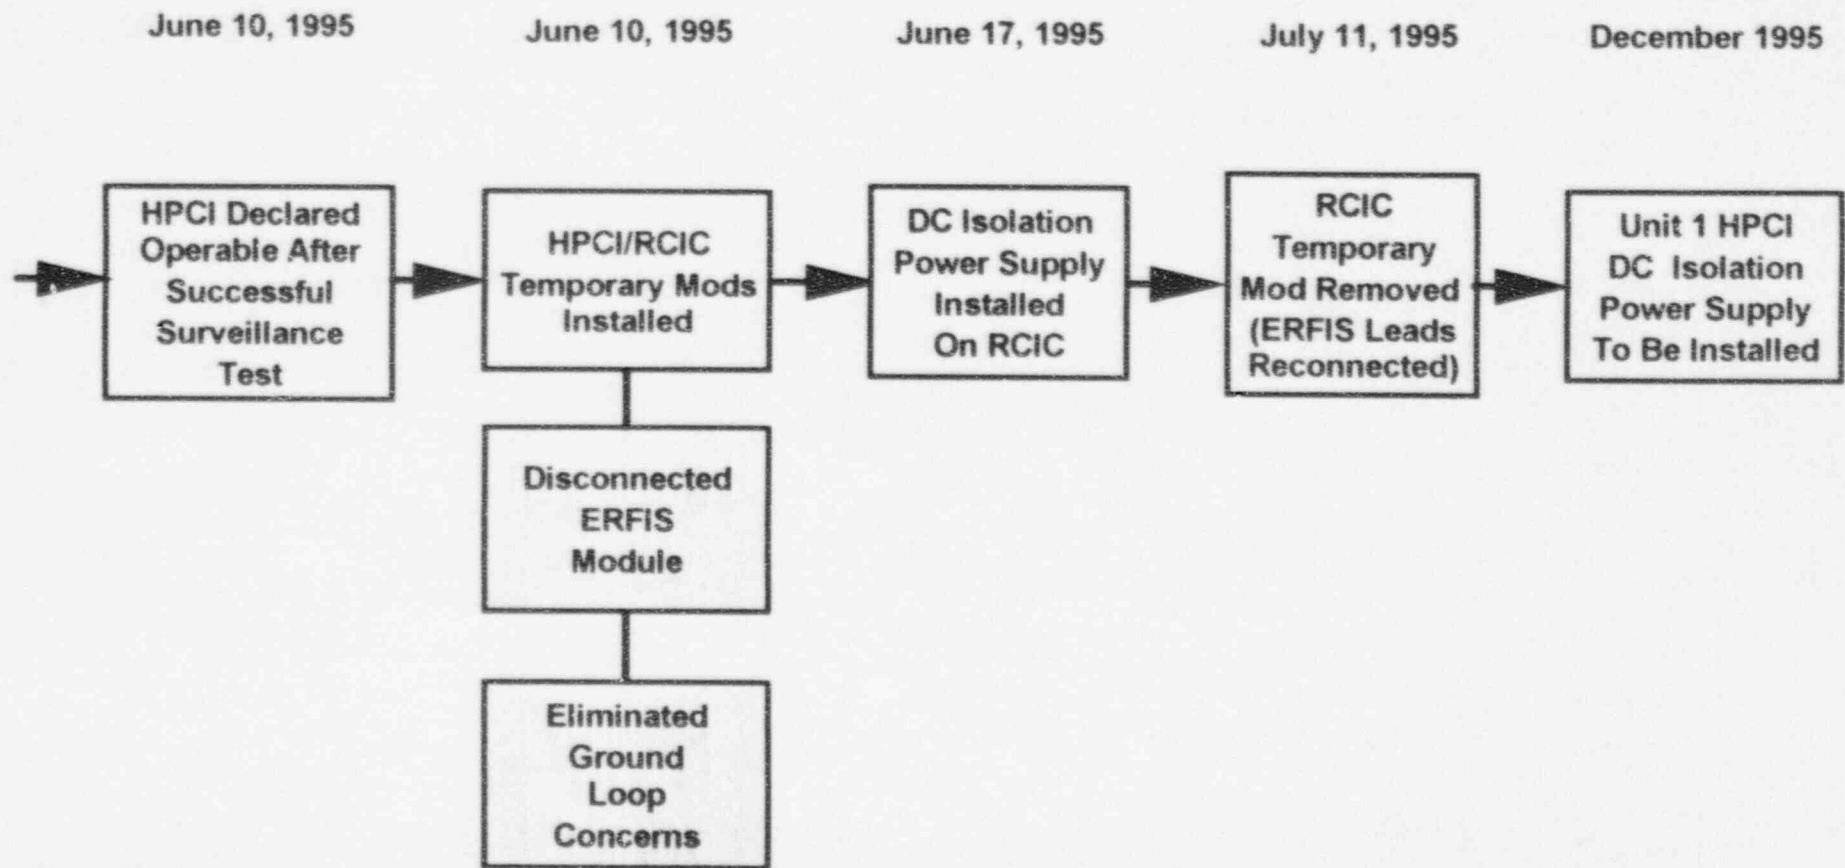 June 10, 1995
June 10, 1995
June 17, 1995
July 11, 1995
December 1995
HPCI Declared
Operable After
Successful
Surveillance
Test
HPCI/RCIC
Temporary Mods
Installed
Disconnected
ERFIS
Module
Eliminated
Ground
Loop
Concerns
DC Isolation
Power Supply
Installed
On RCIC
RCIC
Temporary
Mod Removed
(ERFIS Leads
Reconnected)
Unit 1 HPCI
DC Isolation
Power Supply
To Be Installed